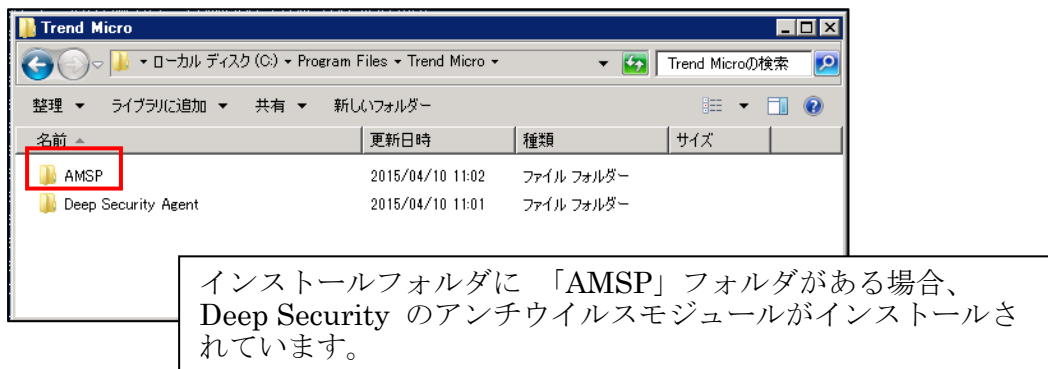 Trend Micro
ローカル ディスク (C:) Program Files Trend Micro
Trend Microの検索
整理 ライブラリに追加 共有 新しいフォルダー
名前 更新日時 種類 サイズ
AMSP 2015/04/10 11:02 ファイル フォルダー
Deep Security Agent 2015/04/10 11:01 ファイル フォルダー
インストールフォルダに 「AMSP」フォルダがある場合、
Deep Security のアンチウイルスモジュールがインストールさ
れています。